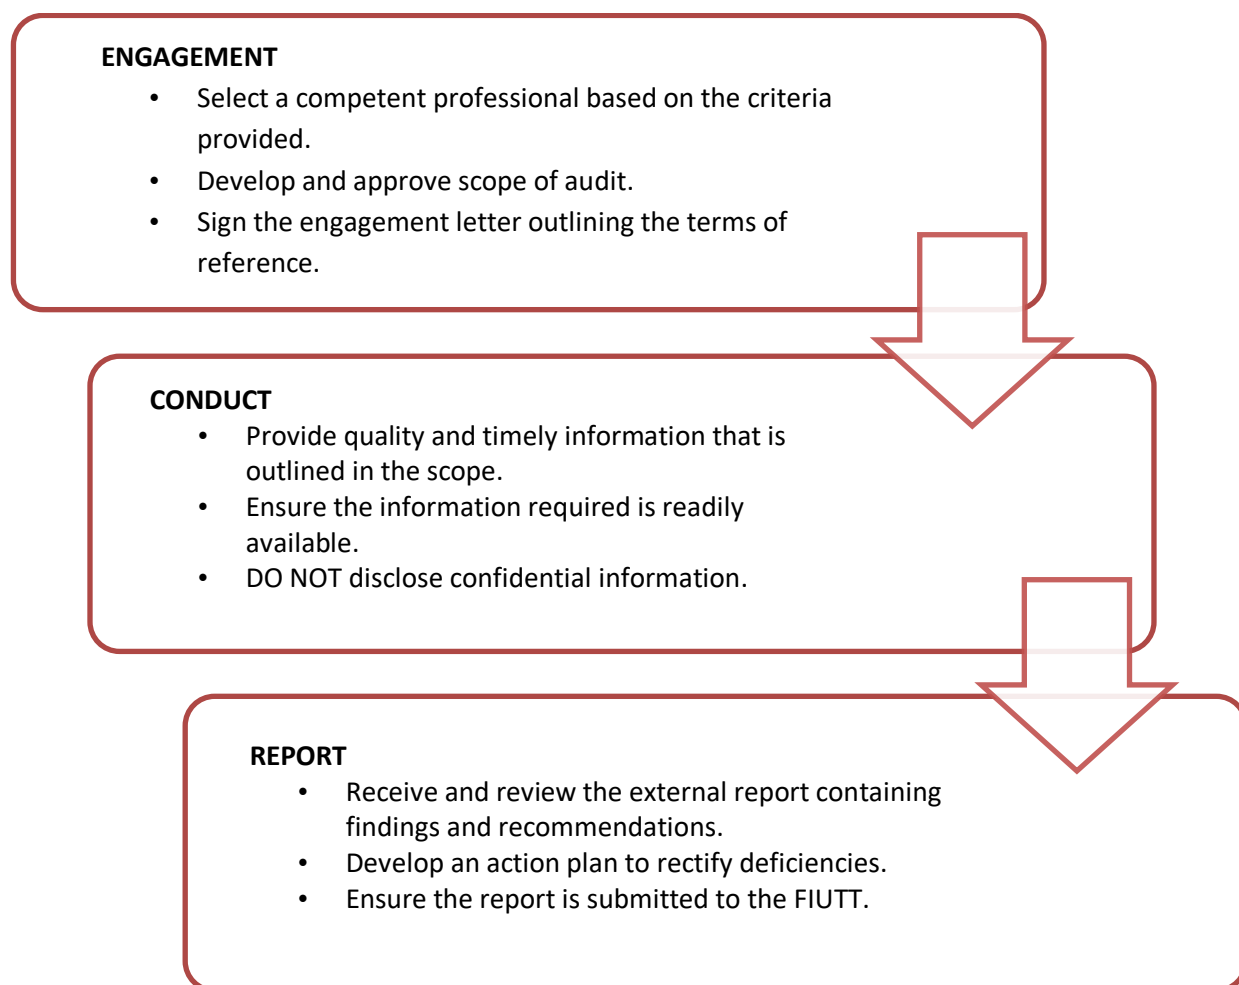 ENGAGEMENT
• Select a competent professional based on the criteria
provided.
• Develop and approve scope of audit.
• Sign the engagement letter outlining the terms of
reference.
CONDUCT
• Provide quality and timely information that is
outlined in the scope.
• Ensure the information required is readily
available.
• DO NOT disclose confidential information.
REPORT
• Receive and review the external report containing
findings and recommendations.
• Develop an action plan to rectify deficiencies.
• Ensure the report is submitted to the FIUTT.